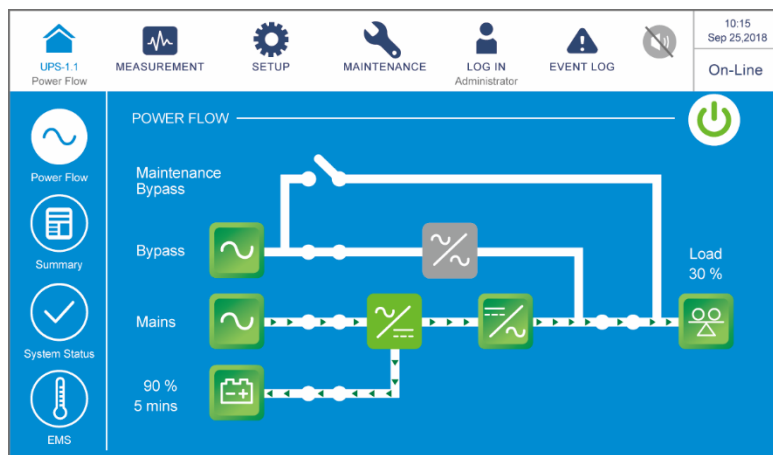 10:15
Sep 25,2018
UPS-1.1
Power Flow
MEASUREMENT
SETUP
MAINTENANCE
LOG IN
Administrator
EVENT LOG
On-Line
POWER FLOW
Power Flow
Maintenance
Bypass
Bypass
Summary
Load
30 %
Mains
System Status
90 %
5 mins
EMS